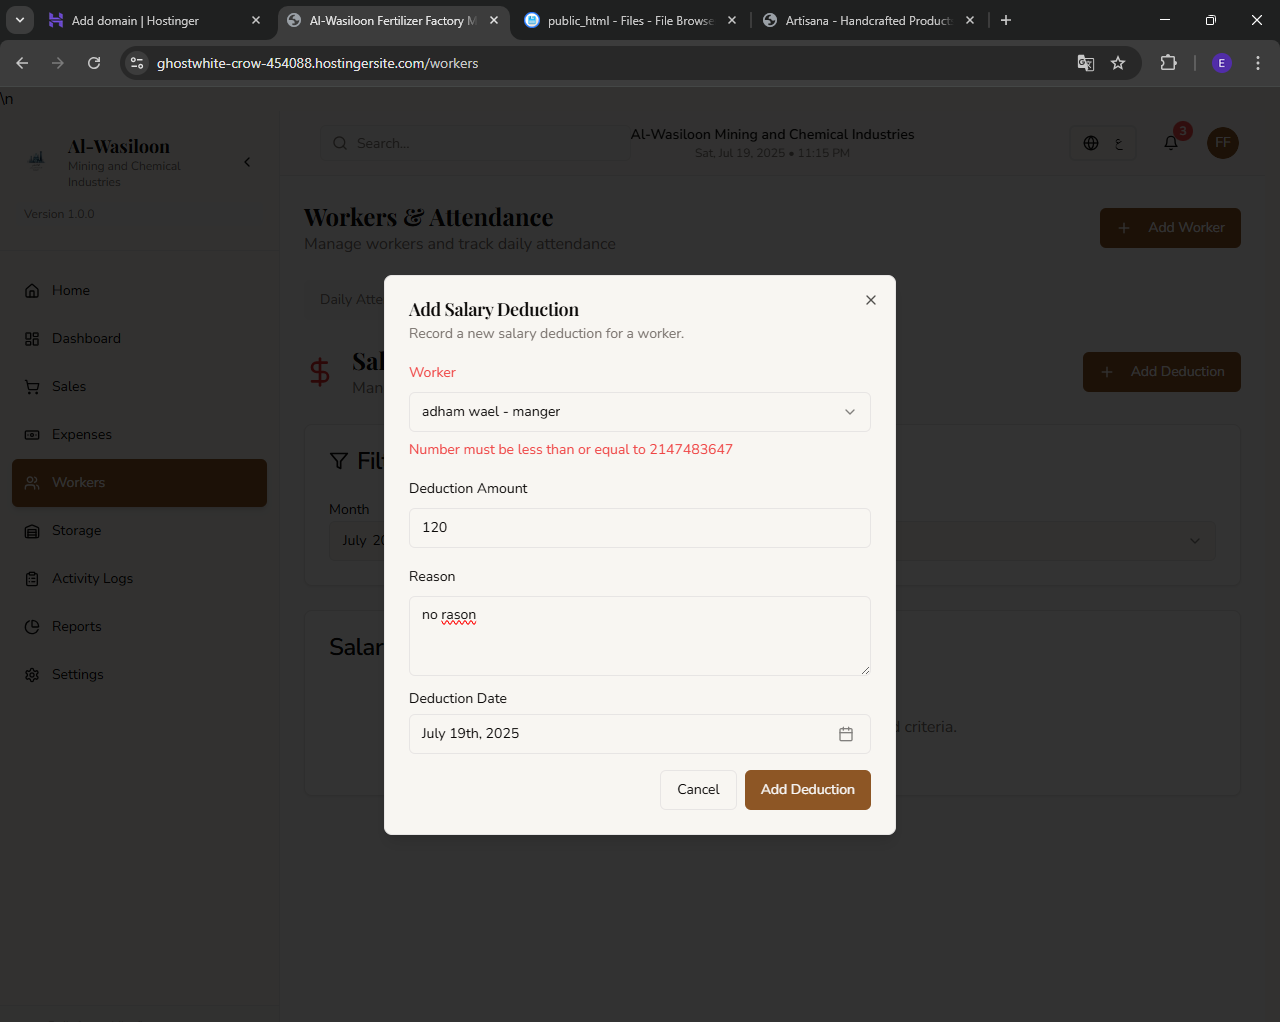 Add domain | Hostinger
Al-Wasiloon Fertilizer Factory M
public_html - Files - File Browse
Artisana - Handcrafted Product
ghostwhite-crow-454088.hostingersite.com/workers
E
\n
Al-Wasiloon
Mining and Chemical
Industries
Version 1.0.0
Search...
Al-Wasiloon Mining and Chemical Industries
Sat, Jul 19, 2025 • 11:15 PM
ع
3
FF
Home
Dashboard
Sales
Expenses
Workers
Storage
Activity Logs
Reports
Settings
Workers & Attendance
Manage workers and track daily attendance
Add Worker
Daily Atte
Sal
Man
Add Deduction
Filt
Month
July 20
Salar
d criteria.
Add Salary Deduction
Record a new salary deduction for a worker.
Worker
adham wael - manger
Number must be less than or equal to 2147483647
Deduction Amount
120
Reason
no rason
Deduction Date
July 19th, 2025
Cancel
Add Deduction